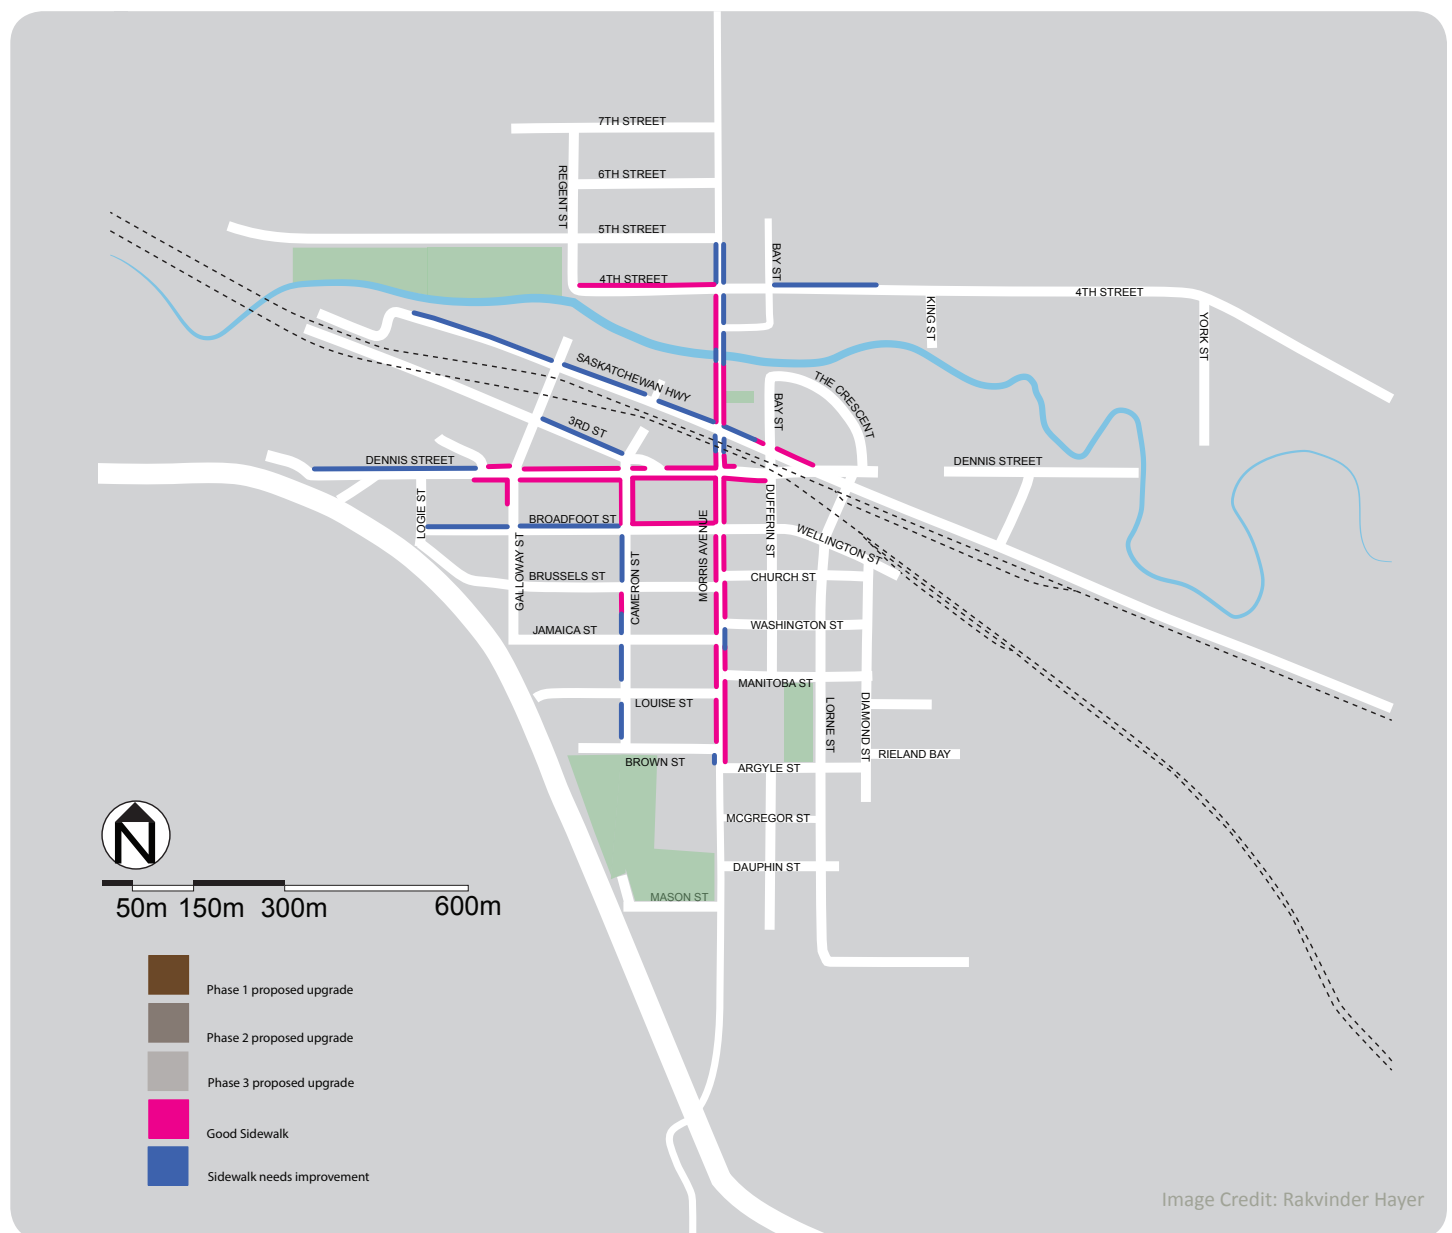 7TH STREET
REGENT ST
6TH STREET
5TH STREET
BAY ST
4TH STREET
4TH STREET
KING ST
YORK ST
SASKATCHEWAN HWY
THE CRESCENT
BAY ST
3RD ST
DENNIS STREET
DENNIS STREET
LOGIE ST
BROADFOOT ST
MORRIS AVENUE
DUFFERIN ST
WELLINGTON ST
GALLOWAY ST
CAMERON ST
BRUSSELS ST
CHURCH ST
JAMAICA ST
WASHINGTON ST
MANITOBA ST
LOUISE ST
LORNE ST
DIAMOND ST
RIELAND BAY
BROWN ST
ARGYLE ST
MCGREGOR ST
DAUPHIN ST
MASON ST
N
50m 150m 300m 600m
Phase 1 proposed upgrade
Phase 2 proposed upgrade
Phase 3 proposed upgrade
Good Sidewalk
Sidewalk needs improvement
Image Credit: Rakvinder Hayer